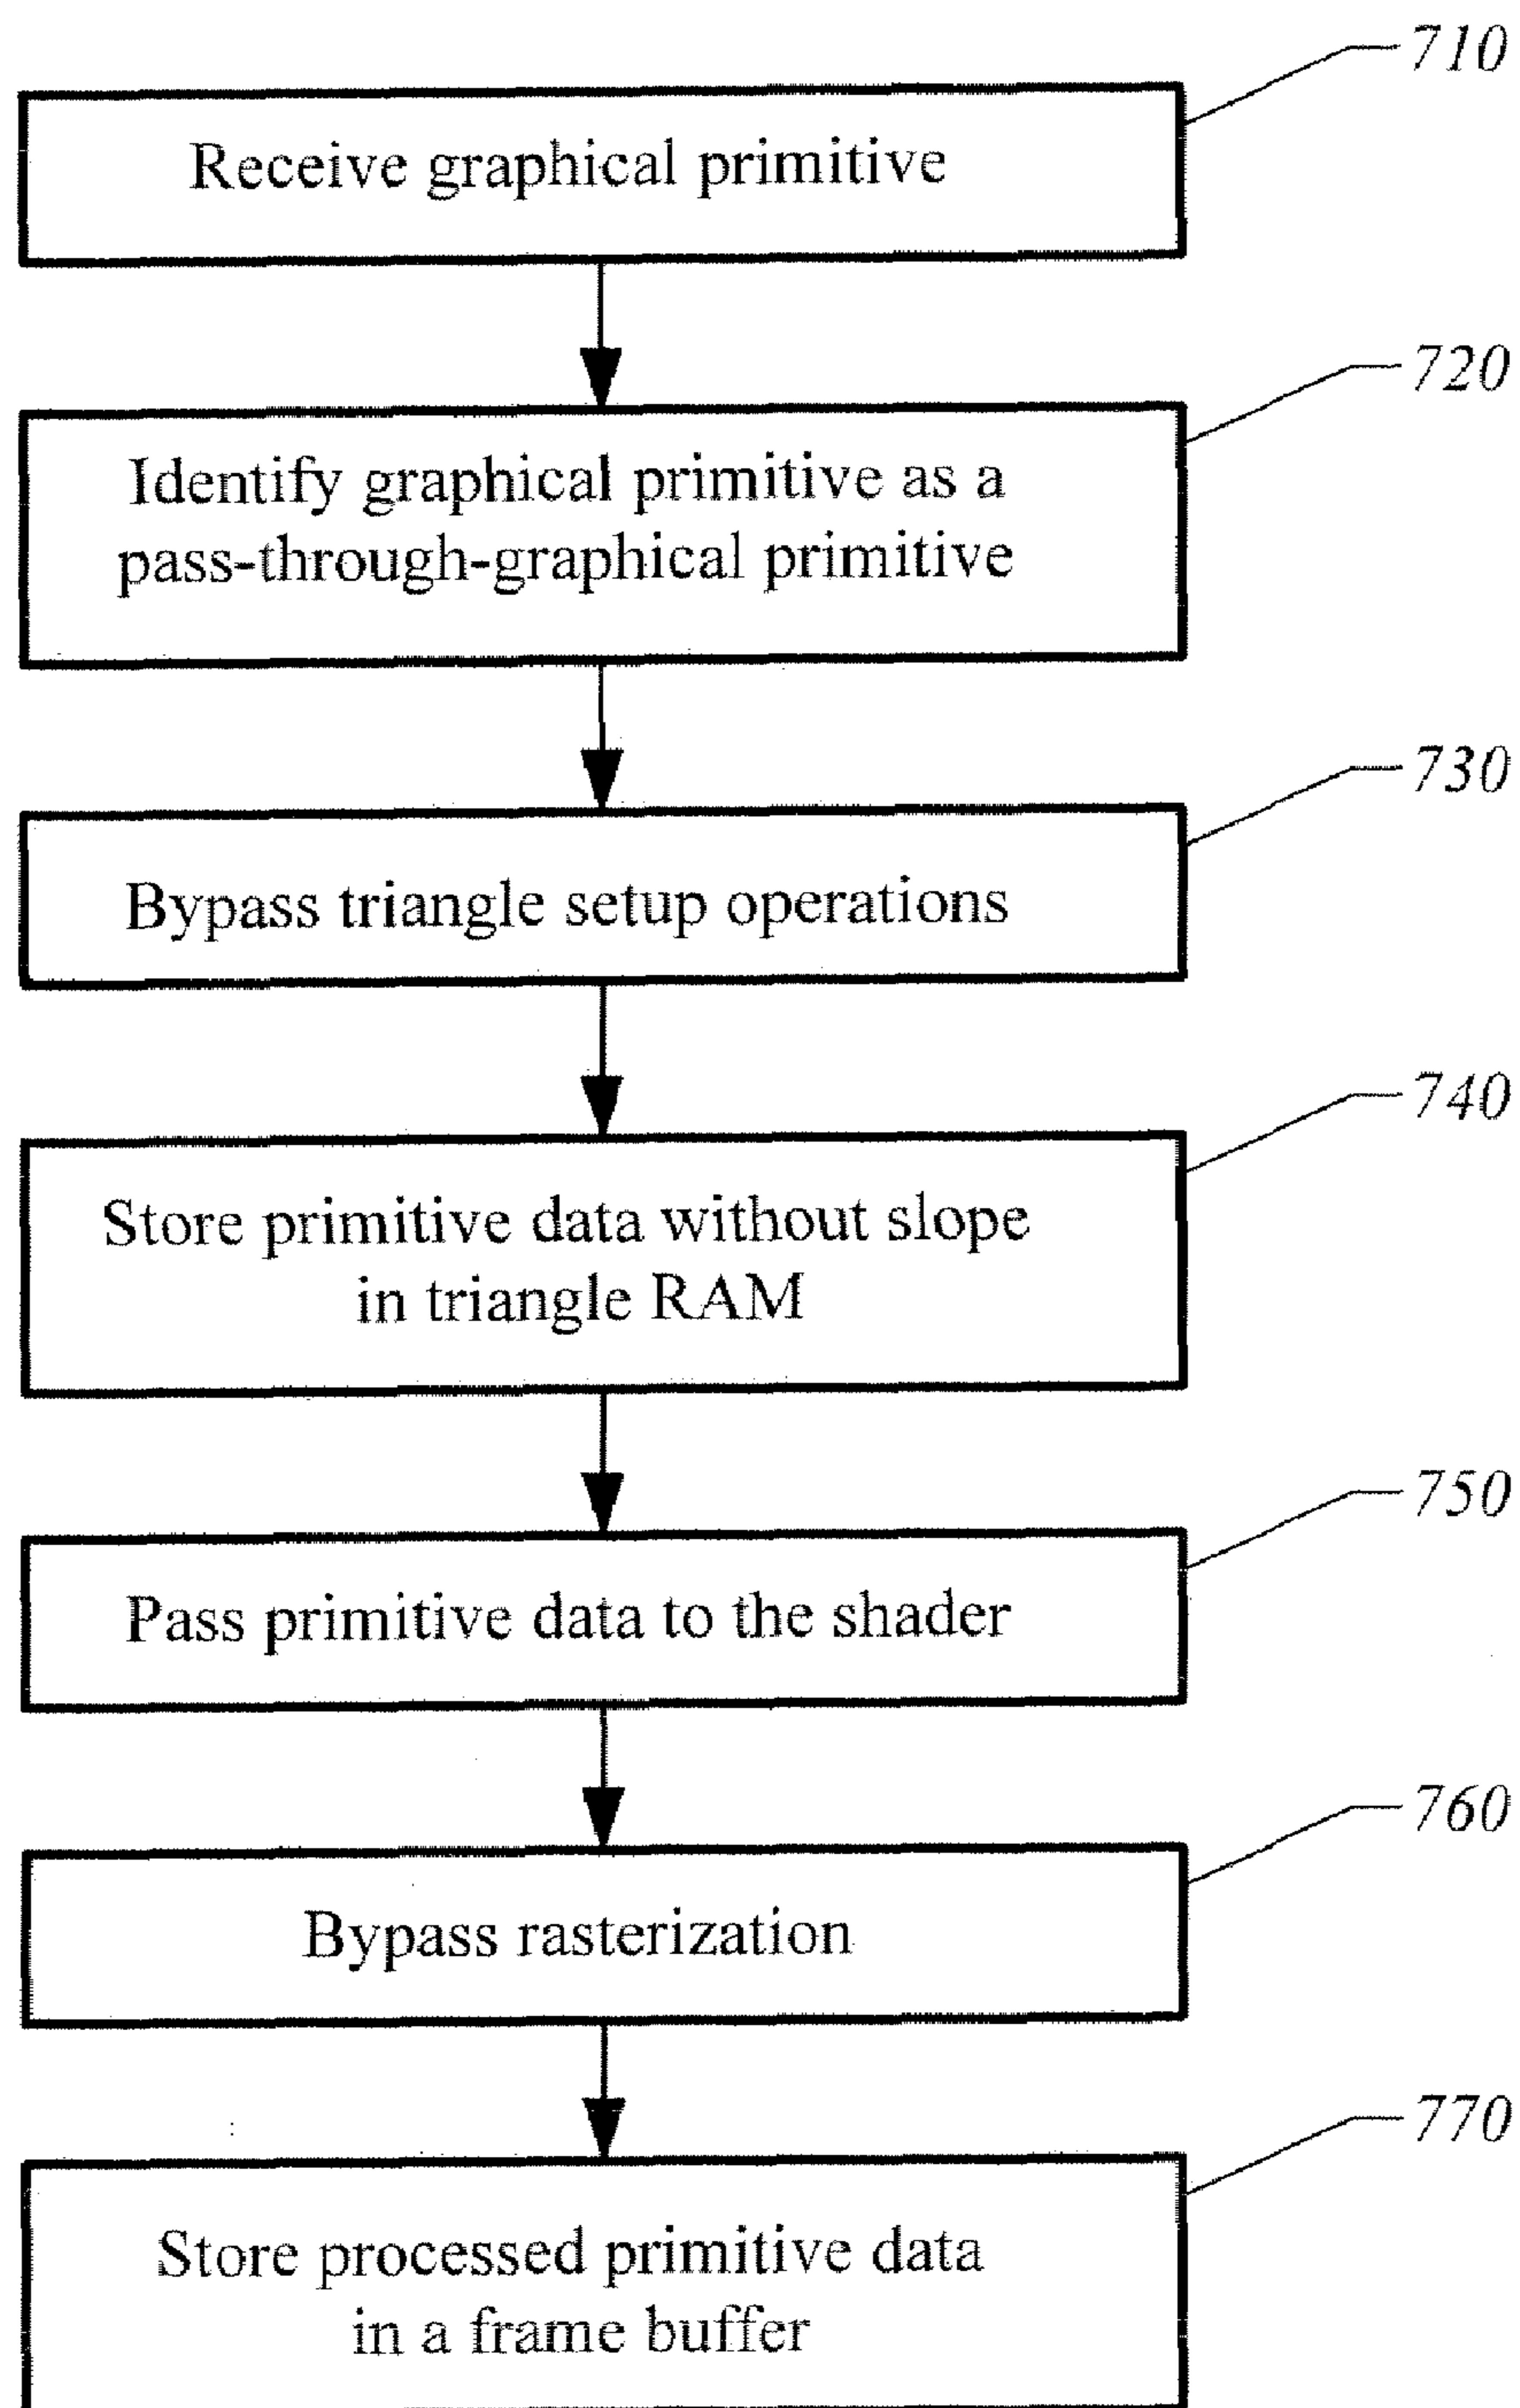 710
Receive graphical primitive
720
Identify graphical primitive as a
pass-through-graphical primitive
730
Bypass triangle setup operations
740
Store primitive data without slope
in triangle RAM
750
Pass primitive data to the shader
760
Bypass rasterization
770
Store processed primitive data
in a frame buffer